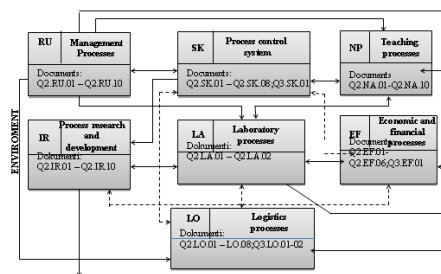 RU Management
Processes
Documents:
Q2.RU.01 – Q2.RU.10
SK Process control
system
Documents:
Q2.SK.01 – Q2.SK.08;Q3.SK.01
NP Teaching
processes
Documents
Q2.NA.01-Q2.NA.10
ENVIROMENT
IR Process research
and
development
Dokumenti:
Q2.IR.01 – Q2.IR.10
LA Laboratory
processes
Dokumenti:
Q2.LA.01 – Q2.LA.02
EF Economic and
financial
processes
Documents:
Q2.EF.01-
Q2.EF.06;Q3.EF.01
LO Logistics
processes
Dokumenti:
Q2.LO.01 – LO.08;Q3.LO.01-02